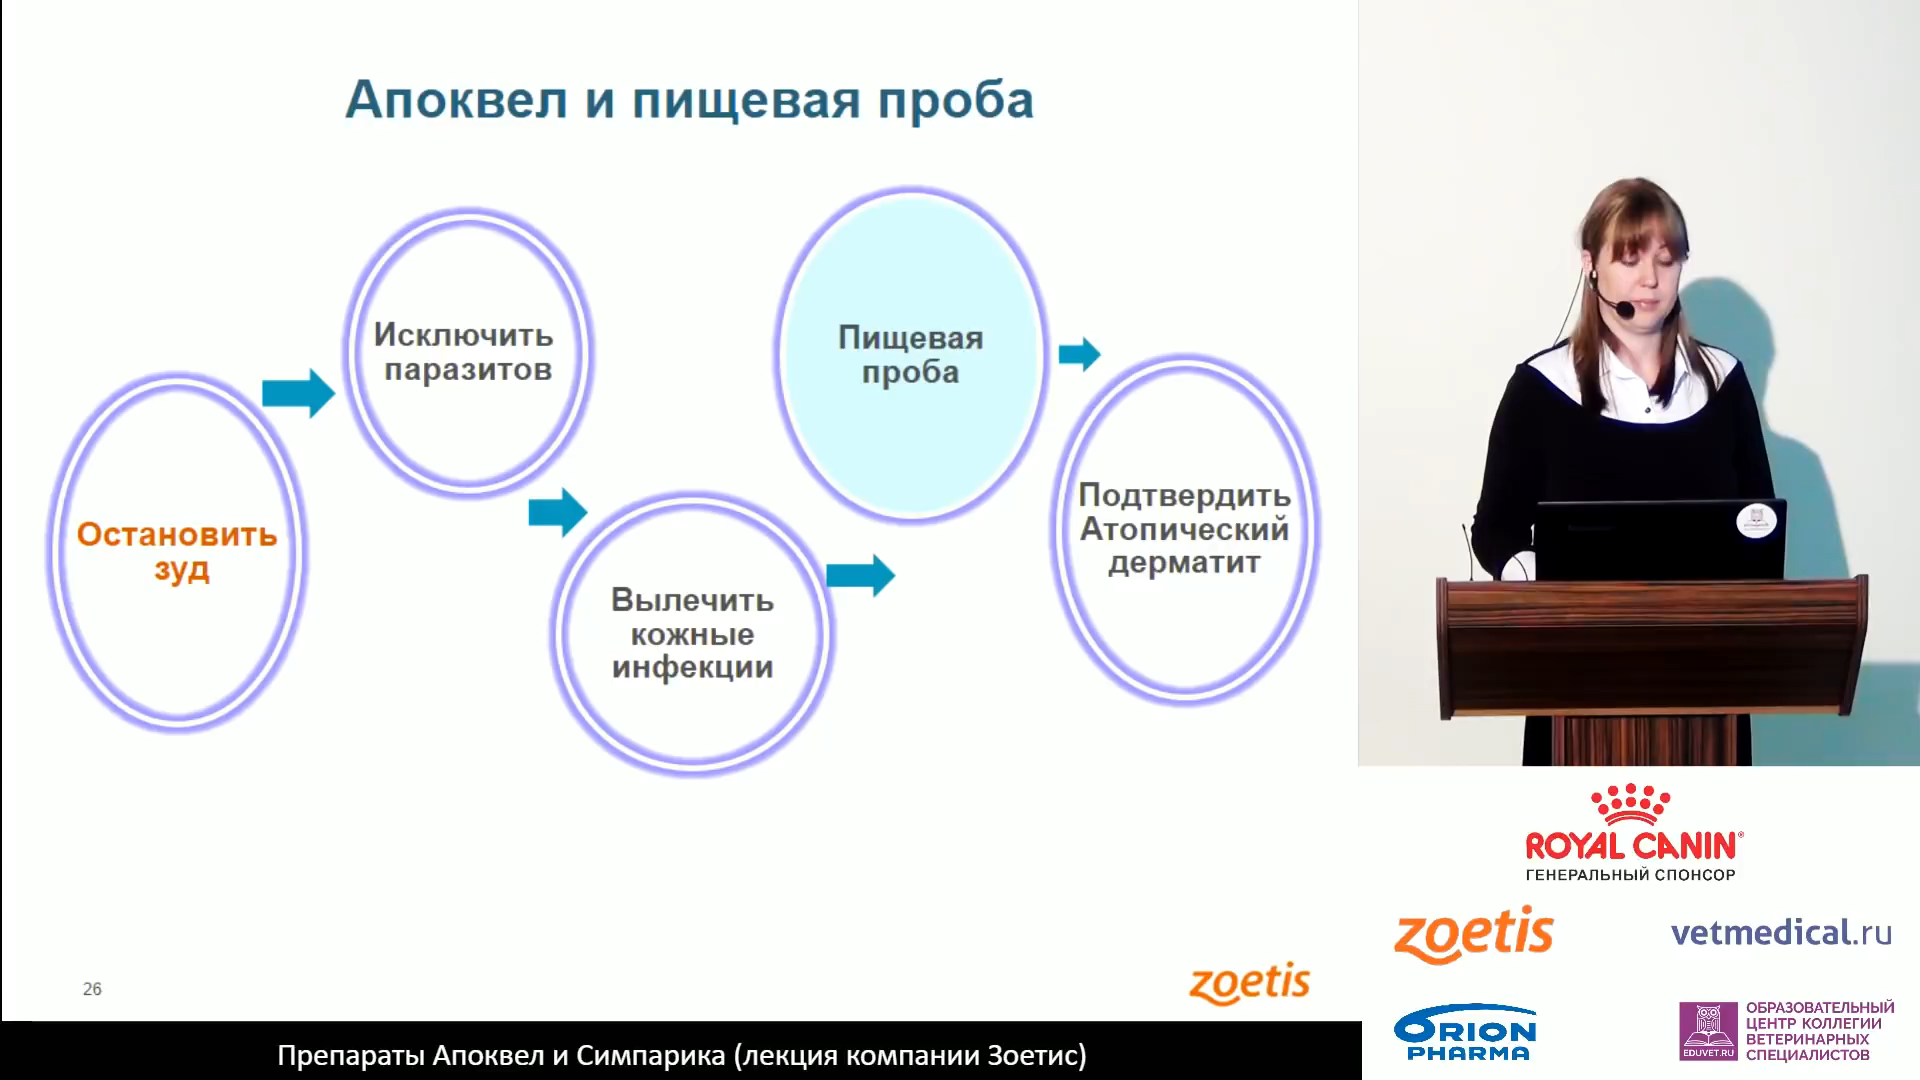 Апоквел и пищевая проба
Остановить
зуд
Исключить
паразитов
Вылечить
кожные
инфекции
Пищевая
проба
Подтвердить
Атопический
дерматит
26
zoetis
Препараты Апоквел и Симпарика (лекция компании Зоетис)
ROYAL CANIN®
ГЕНЕРАЛЬНЫЙ СПОНСОР
zoetis
vetmedical.ru
ORION
PHARMA
EDUVET.RU
ОБРАЗОВАТЕЛЬНЫЙ
ЦЕНТР КОЛЛЕГИИ
ВЕТЕРИНАРНЫХ
СПЕЦИАЛИСТОВ